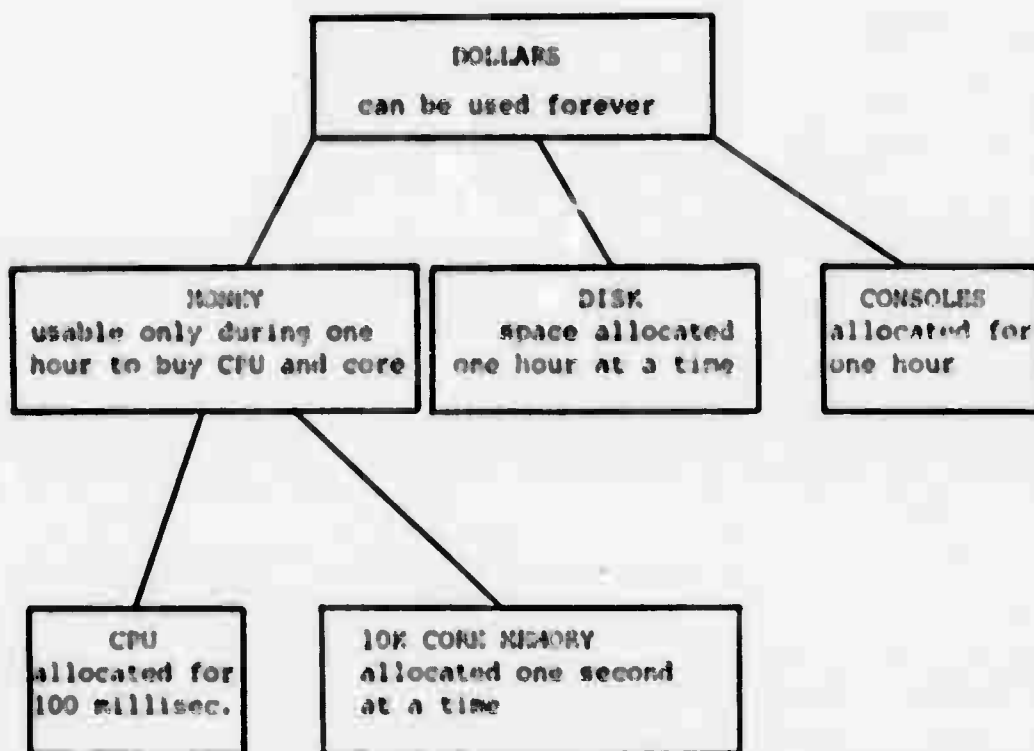 DOLLARS
can be used forever
MONEY
usable only during one
hour to buy CPU and core
DISK
space allocated
one hour at a time
CONSOLES
allocated for
one hour
CPU
allocated for
100 millisec.
10K CORE MEMORY
allocated one second
at a time